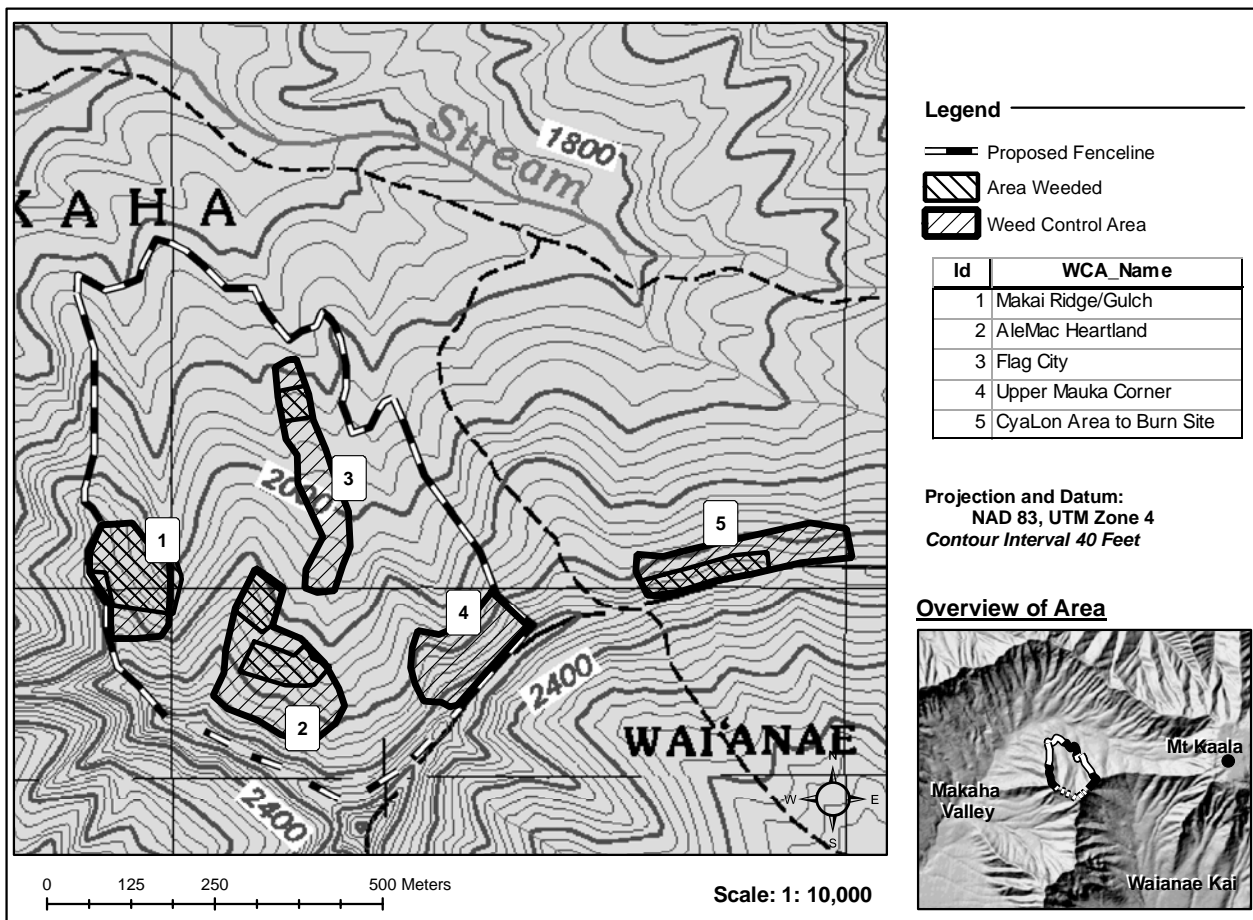 Stream
1800
KAHA
2000
1
2
3
4
5
2400
2400
WAI'ANAE
N
W E
S
0 125 250 500 Meters
Scale: 1: 10,000
Legend
Proposed Fenceline
Area Weeded
Weed Control Area
Id WCA_Name
1 Makai Ridge/Gulch
2 AleMac Heartland
3 Flag City
4 Upper Mauka Corner
5 CyaLon Area to Burn Site
Projection and Datum:
NAD 83, UTM Zone 4
Contour Interval 40 Feet
Overview of Area
Mt Kaala
Makaha
Valley
Waianae Kai